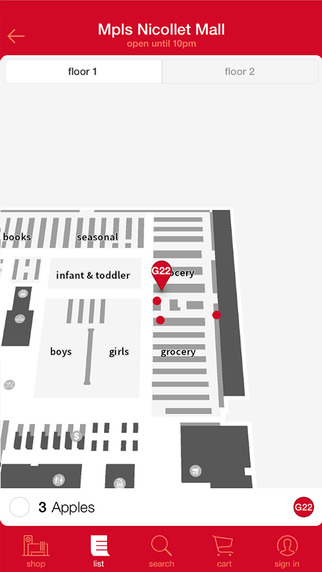 Mpls Nicollet Mall
open until 10pm
floor 1
floor 2
books
seasonal
infant & toddler
G22
ocery
boys
girls
grocery
$
3 Apples
G22
shop
list
search
cart
sign in